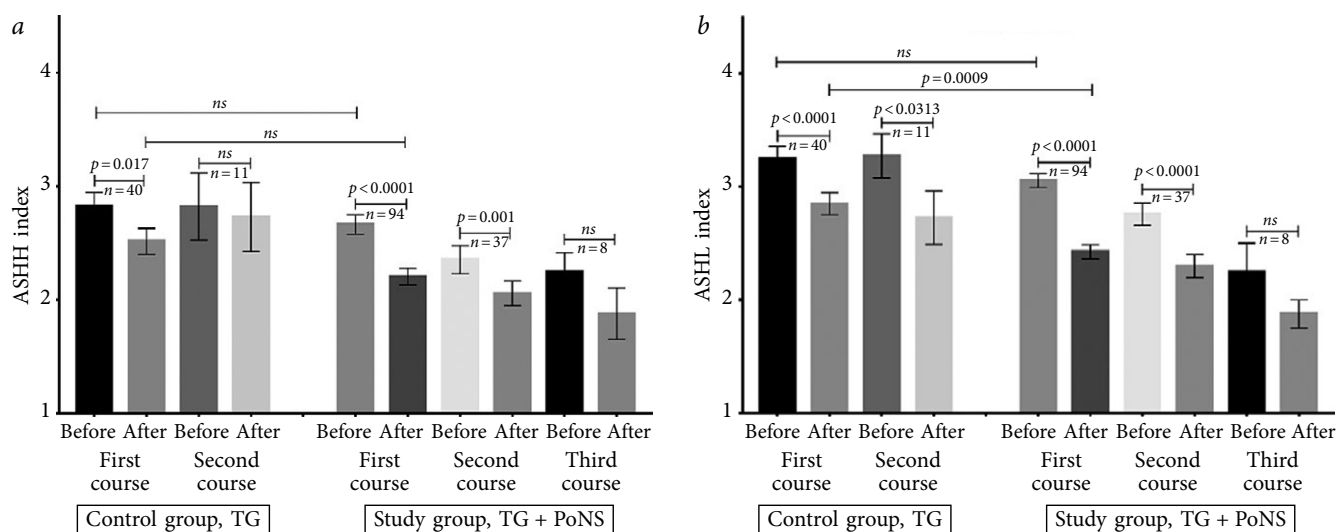 a
ASHH index
4
3
2
1
ns
ns
p = 0.017
n = 40
ns
n = 11
p < 0.0001
n = 94
p = 0.001
n = 37
ns
n = 8
Before After Before After Before After Before After Before After
First course Second course First course Second course Third course
Control group, TG Study group, TG + PoNS
b
ASHL index
4
3
2
1
ns
p = 0.0009
p < 0.0001
n = 40
p < 0.0313
n = 11
p < 0.0001
n = 94
p < 0.0001
n = 37
ns
n = 8
Before After Before After Before After Before After Before After
First course Second course First course Second course Third course
Control group, TG Study group, TG + PoNS